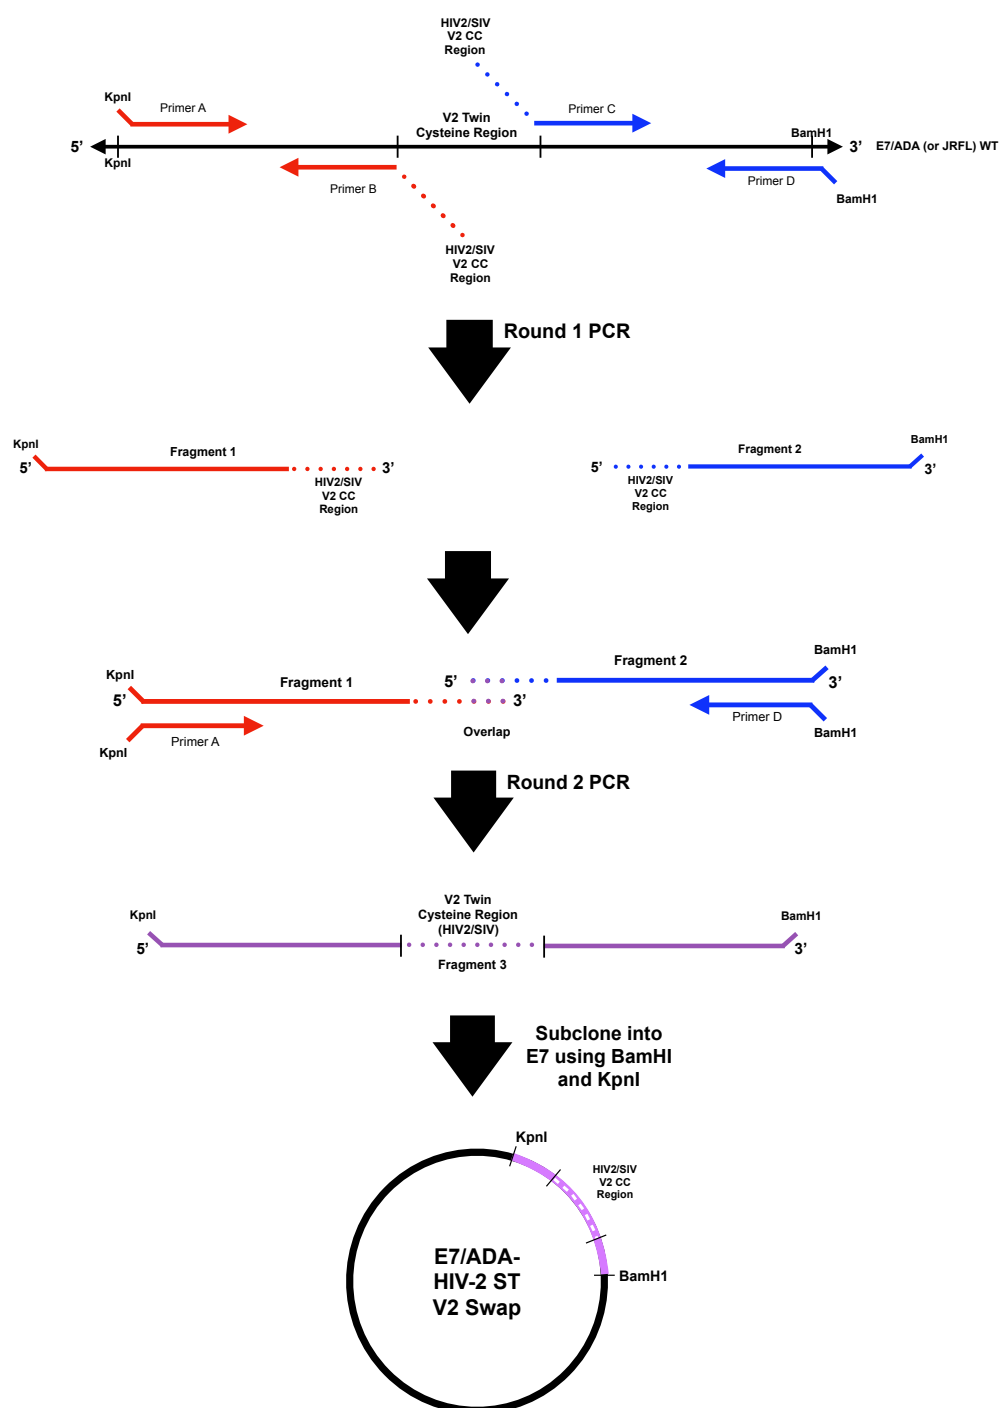 HIV2/SIV
V2 CC
Region
KpnI
Primer A
V2 Twin
Cysteine Region
Primer C
BamH1
5’
3’
E7/ADA (or JRFL) WT
KpnI
Primer B
Primer D
BamH1
HIV2/SIV
V2 CC
Region
Round 1 PCR
KpnI
5’
Fragment 1
3’
HIV2/SIV
V2 CC
Region
5’
Fragment 2
BamH1
3’
HIV2/SIV
V2 CC
Region
KpnI
5’
Fragment 1
5’
Fragment 2
BamH1
3’
3’
KpnI
Primer A
Overlap
Primer D
BamH1
Round 2 PCR
KpnI
5’
V2 Twin
Cysteine Region
(HIV2/SIV)
Fragment 3
BamH1
3’
Subclone into
E7 using BamHI
and KpnI
KpnI
HIV2/SIV
V2 CC
Region
BamH1
E7/ADA-
HIV-2 ST
V2 Swap